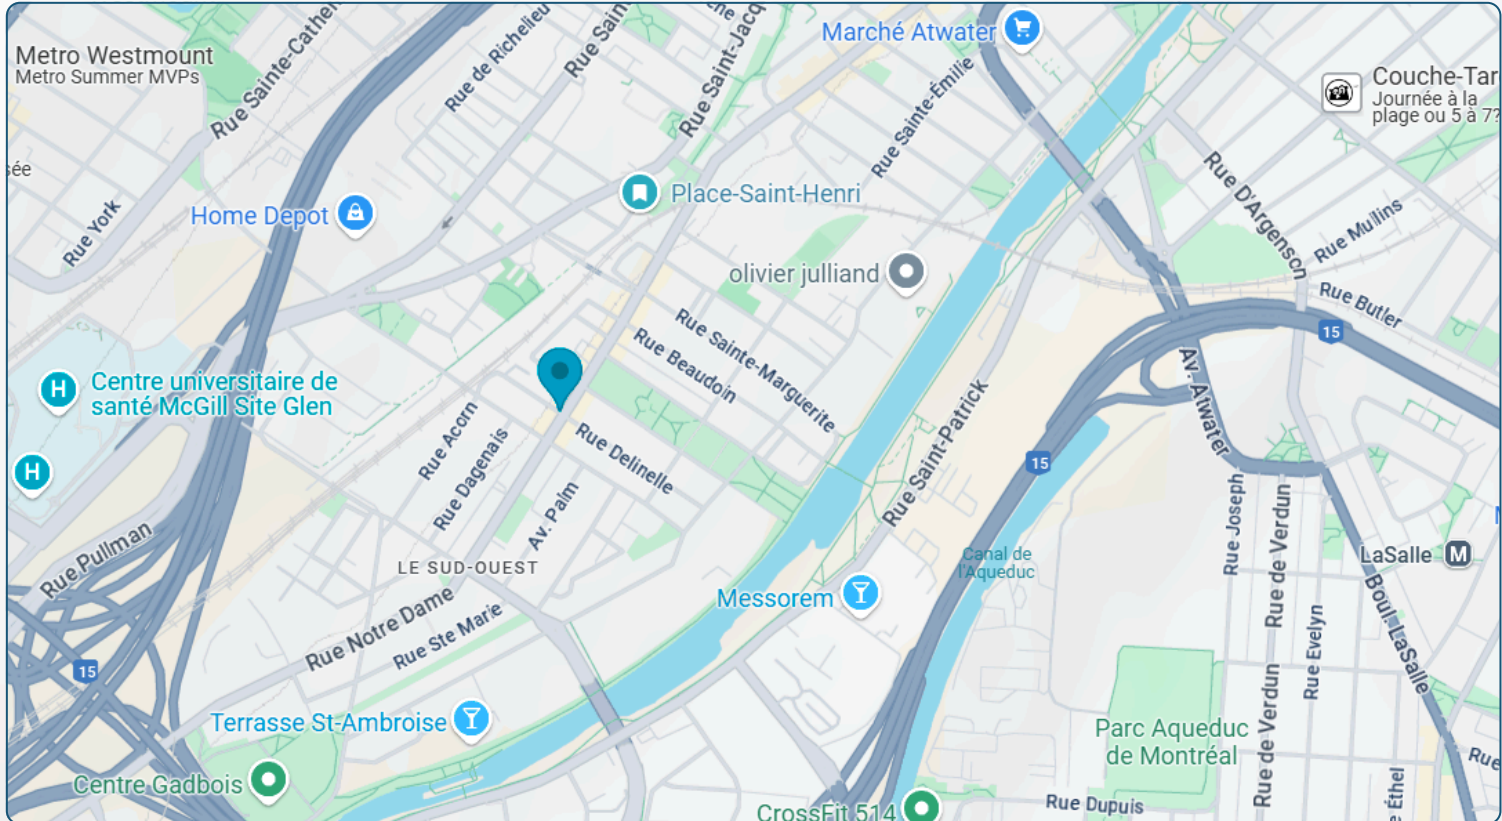 Metro Westmount
Metro Summer MVPs
Rue Sainte-Cather
Rue de Richelieu
Rue Sain
Rue Saint-Jacq
Marché Atwater
Rue Sainte-Émilie
Couche-Tar
Journée à la
plage ou 5 à 7?
sée
Rue York
Home Depot
Place-Saint-Henri
Rue D'Argenson
Rue Mullins
olivier julliand
Rue Butler
15
Rue Sainte-Marguerite
Rue Beaudoin
Centre universitaire de
santé McGill Site Glen
H
H
Rue Acorn
Rue Dagenais
Rue Delinelle
Av. Palm
Rue Saint-Patrick
Av. Atwater
15
Rue Joseph
Rue de Verdun
Rue Pullman
LE SUD-OUEST
Canal de
l'Aqueduc
LaSalle
M
Messorem
Rue Notre Dame
Rue Ste Marie
Rue Evelyn
Boul. LaSalle
15
Terrasse St-Ambroise
Parc Aqueduc
de Montréal
Rue de Verdun
Rue
Centre Gadbois
CrossFit 514
Rue Dupuis
e Éthel